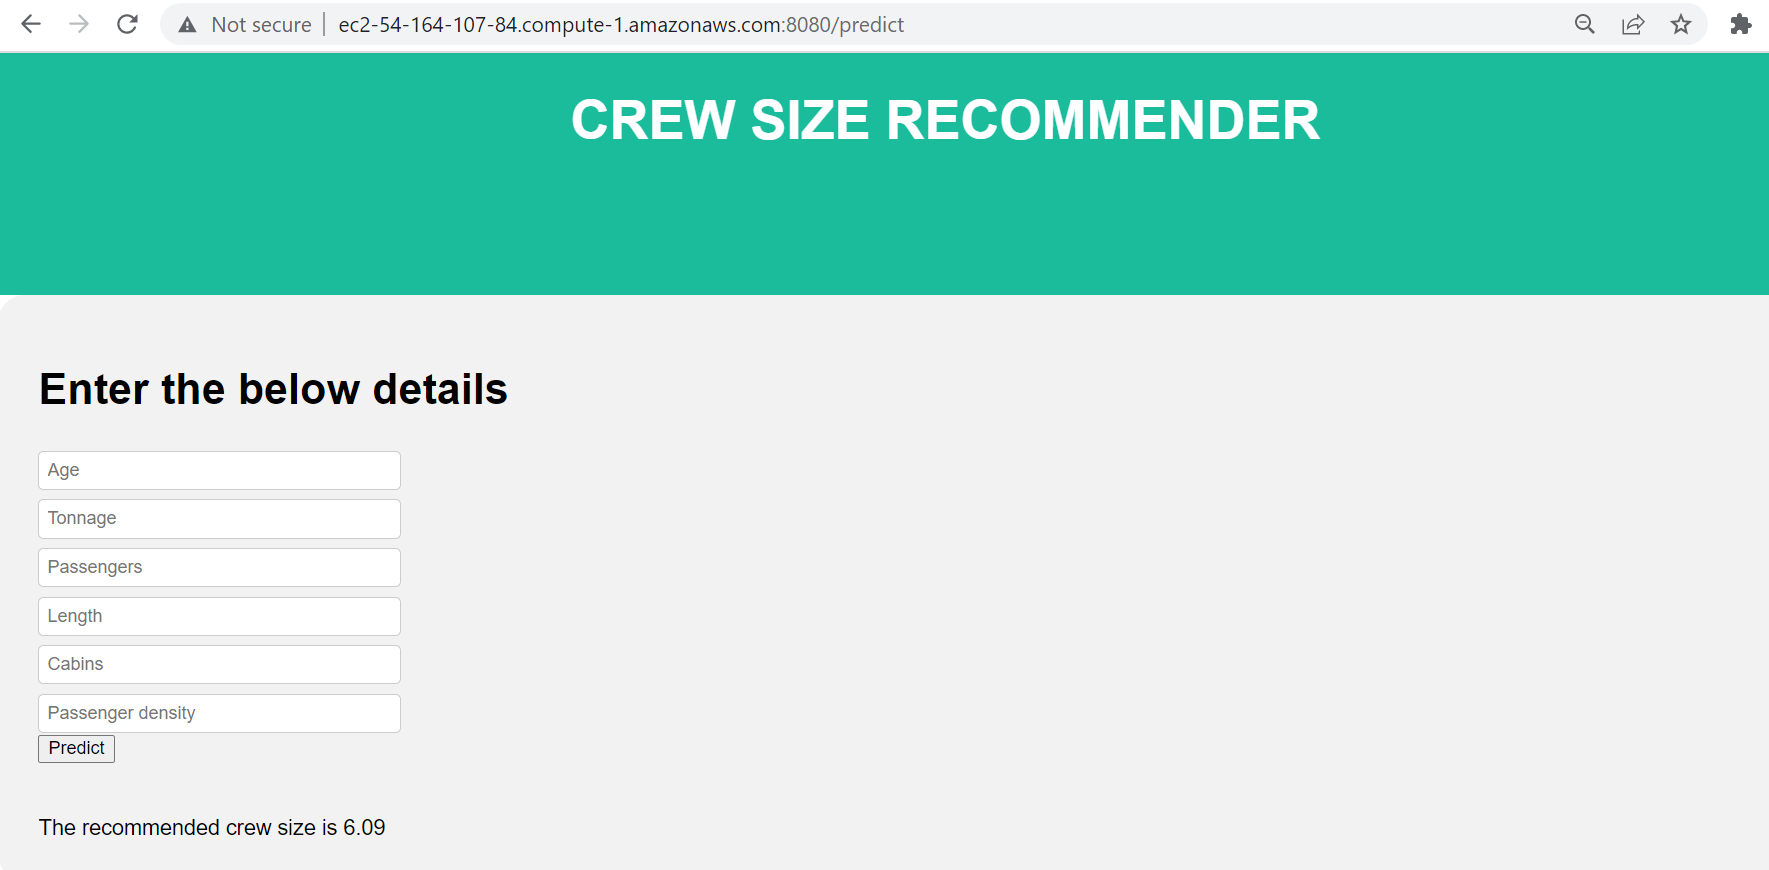 Not secure | ec2-54-164-107-84.compute-1.amazonaws.com:8080/predict
CREW SIZE RECOMMENDER
Enter the below details
Age
Tonnage
Passengers
Length
Cabins
Passenger density
Predict
The recommended crew size is 6.09